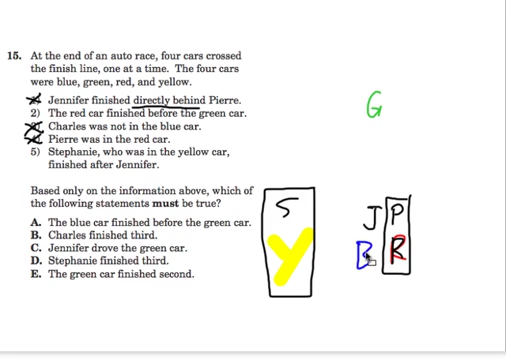 15. At the end of an auto race, four cars crossed
the finish line, one at a time. The four cars
were blue, green, red, and yellow.
Jennifer finished directly behind Pierre.
2) The red car finished before the green car.
Charles was not in the blue car.
Pierre was in the red car.
5) Stephanie, who was in the yellow car,
finished after Jennifer.
Based only on the information above, which of
the following statements must be true?
A. The blue car finished before the green car.
B. Charles finished third.
C. Jennifer drove the green car.
D. Stephanie finished third.
E. The green car finished second.
G
S
Y
J P
B R